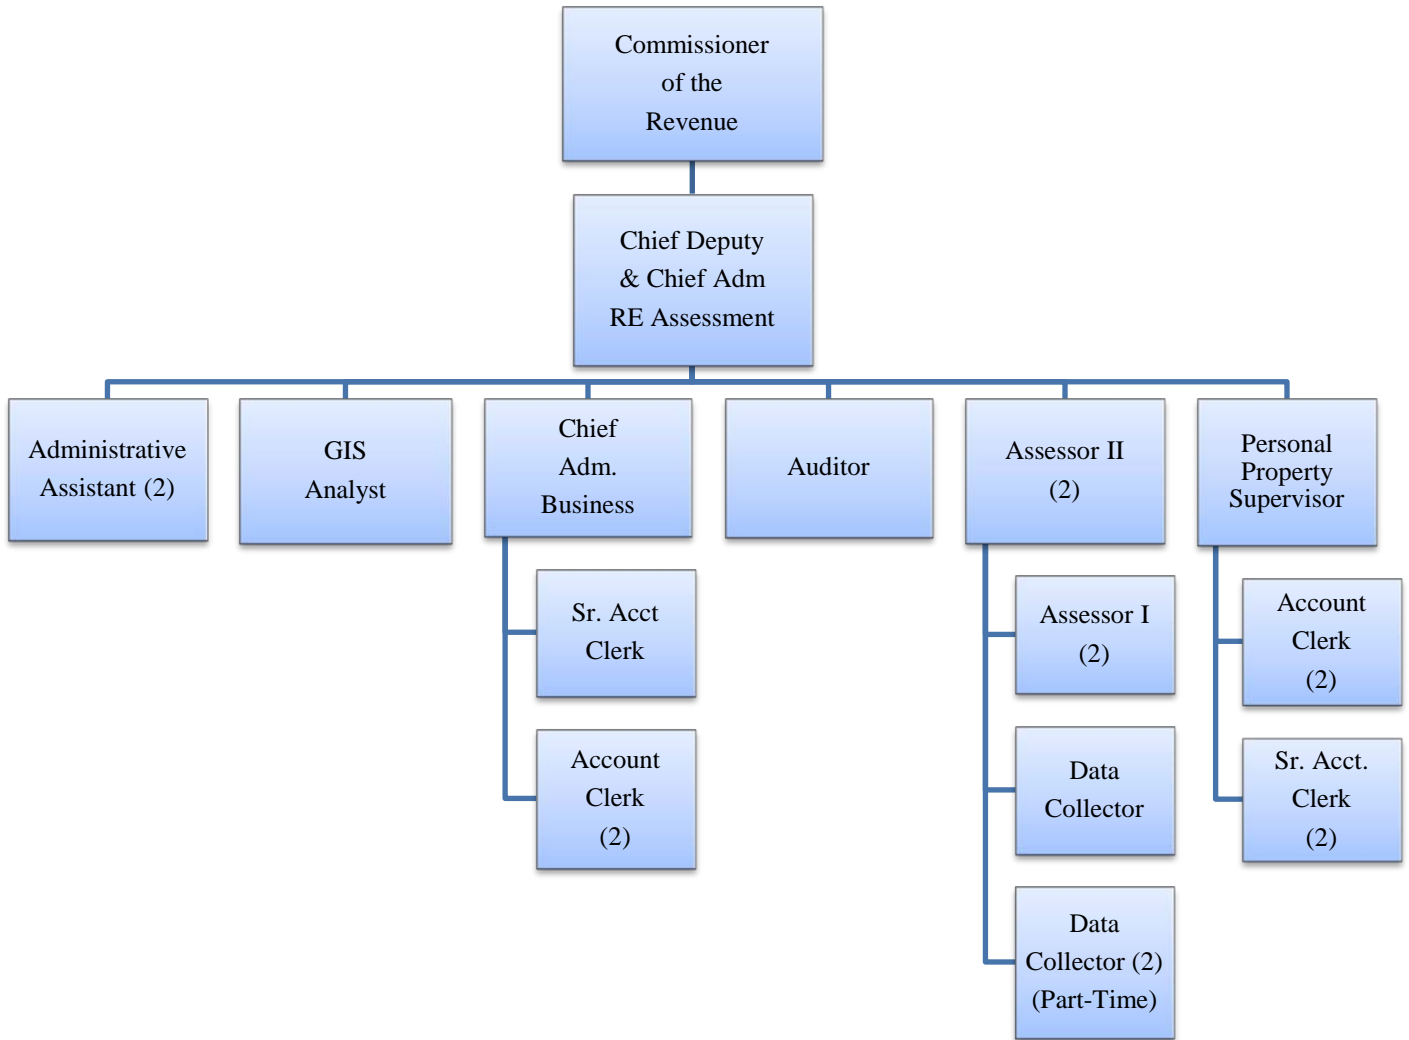 Commissioner
of the
Revenue
Chief Deputy
& Chief Adm
RE Assessment
Administrative
Assistant (2)
GIS
Analyst
Chief
Adm.
Business
Auditor
Assessor II
(2)
Personal
Property
Supervisor
Sr. Acct
Clerk
Account
Clerk
(2)
Assessor I
(2)
Data
Collector
Data
Collector (2)
(Part-Time)
Account
Clerk
(2)
Sr. Acct.
Clerk
(2)